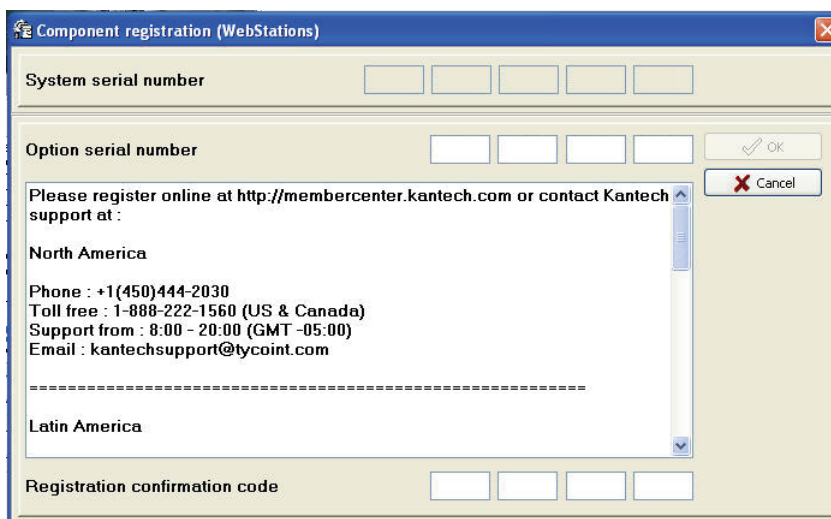 Component registration (WebStations)
System serial number
Option serial number
OK
Cancel
Please register online at http://membercenter.kantech.com or contact Kantech
support at :
North America
Phone : +1(450)444-2030
Toll free : 1-888-222-1560 (US & Canada)
Support from : 8:00 - 20:00 (GMT -05:00)
Email : kantechsupport@tycoint.com
==========================================================
Latin America
Registration confirmation code